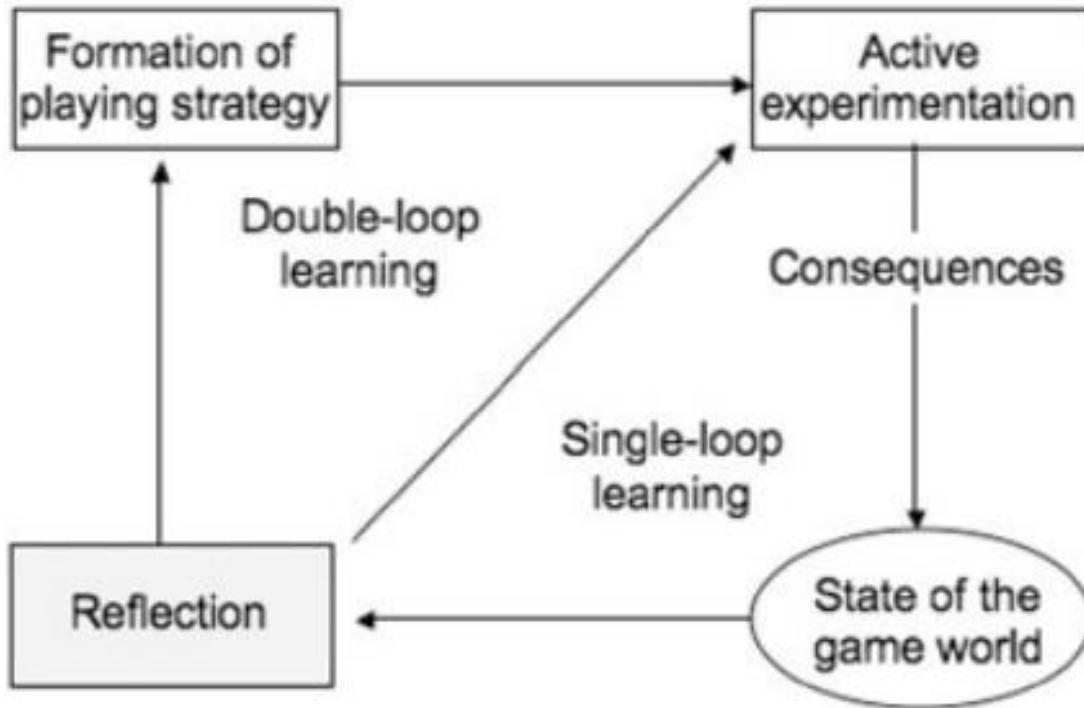 Formation of
playing strategy
Active
experimentation
Double-loop
learning
Consequences
Single-loop
learning
Reflection
State of the
game world